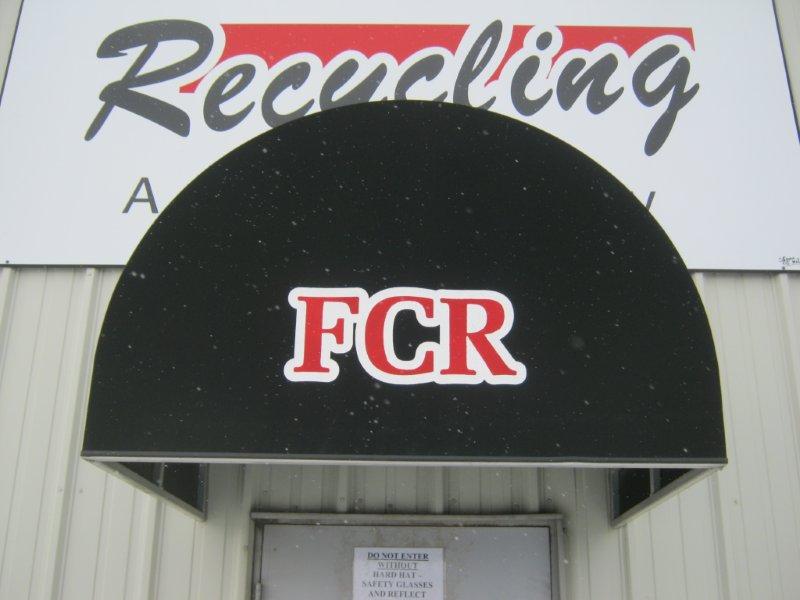 Recycling
A
FCR
DO NOT ENTER
WITHOUT
HARD HAT –
SAFETY GLASSES
AND REFLECT